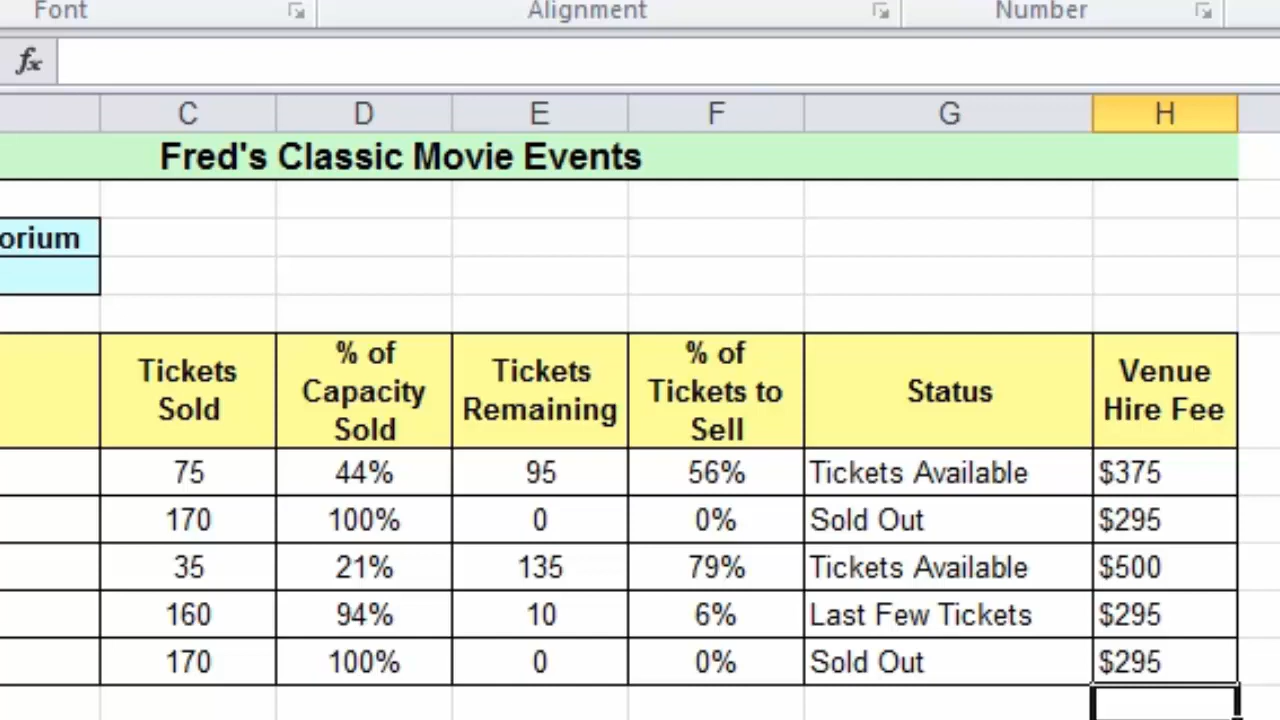 Font Alignment Number
fx
C D E F G H
Fred's Classic Movie Events
orium
Tickets Sold % of Capacity Sold Tickets Remaining % of Tickets to Sell Status Venue Hire Fee
75 44% 95 56% Tickets Available $375
170 100% 0 0% Sold Out $295
35 21% 135 79% Tickets Available $500
160 94% 10 6% Last Few Tickets $295
170 100% 0 0% Sold Out $295